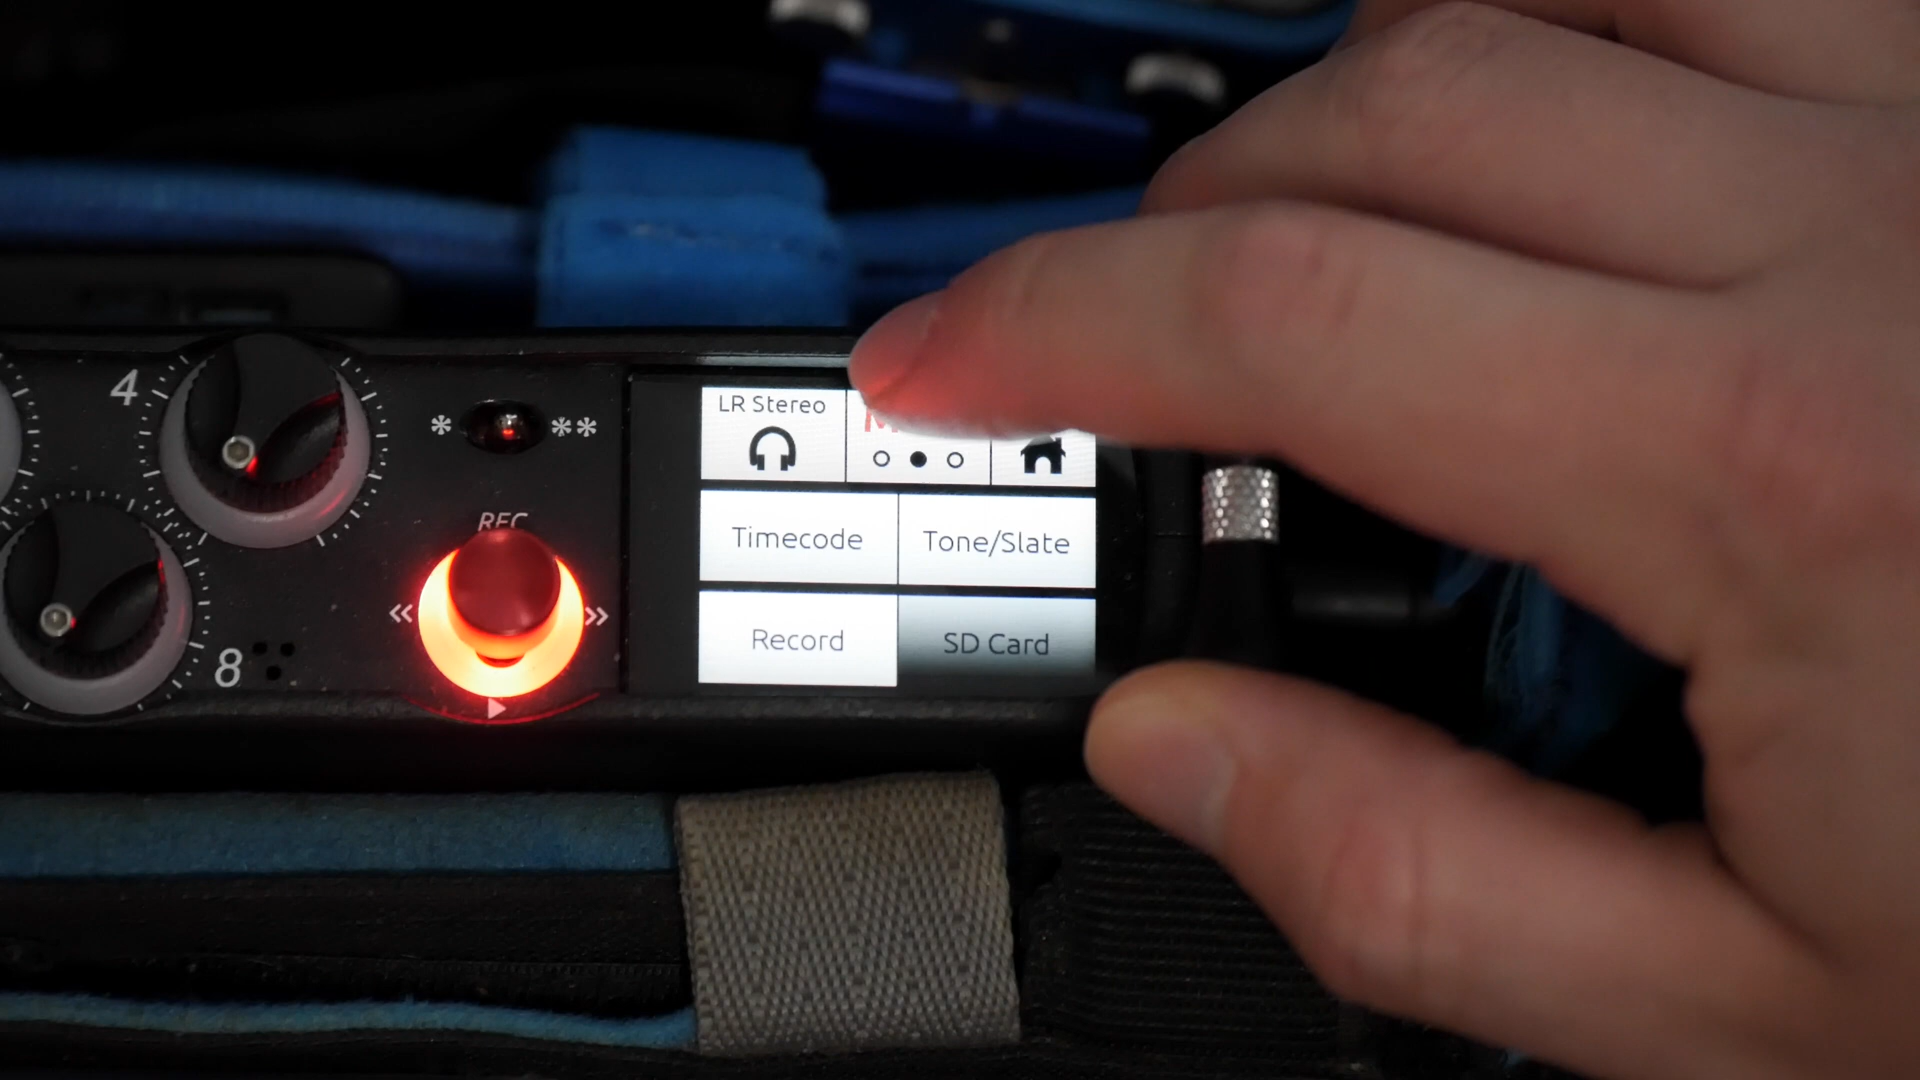 4
* **
REC
8
LR Stereo
Timecode
Tone/Slate
Record
SD Card